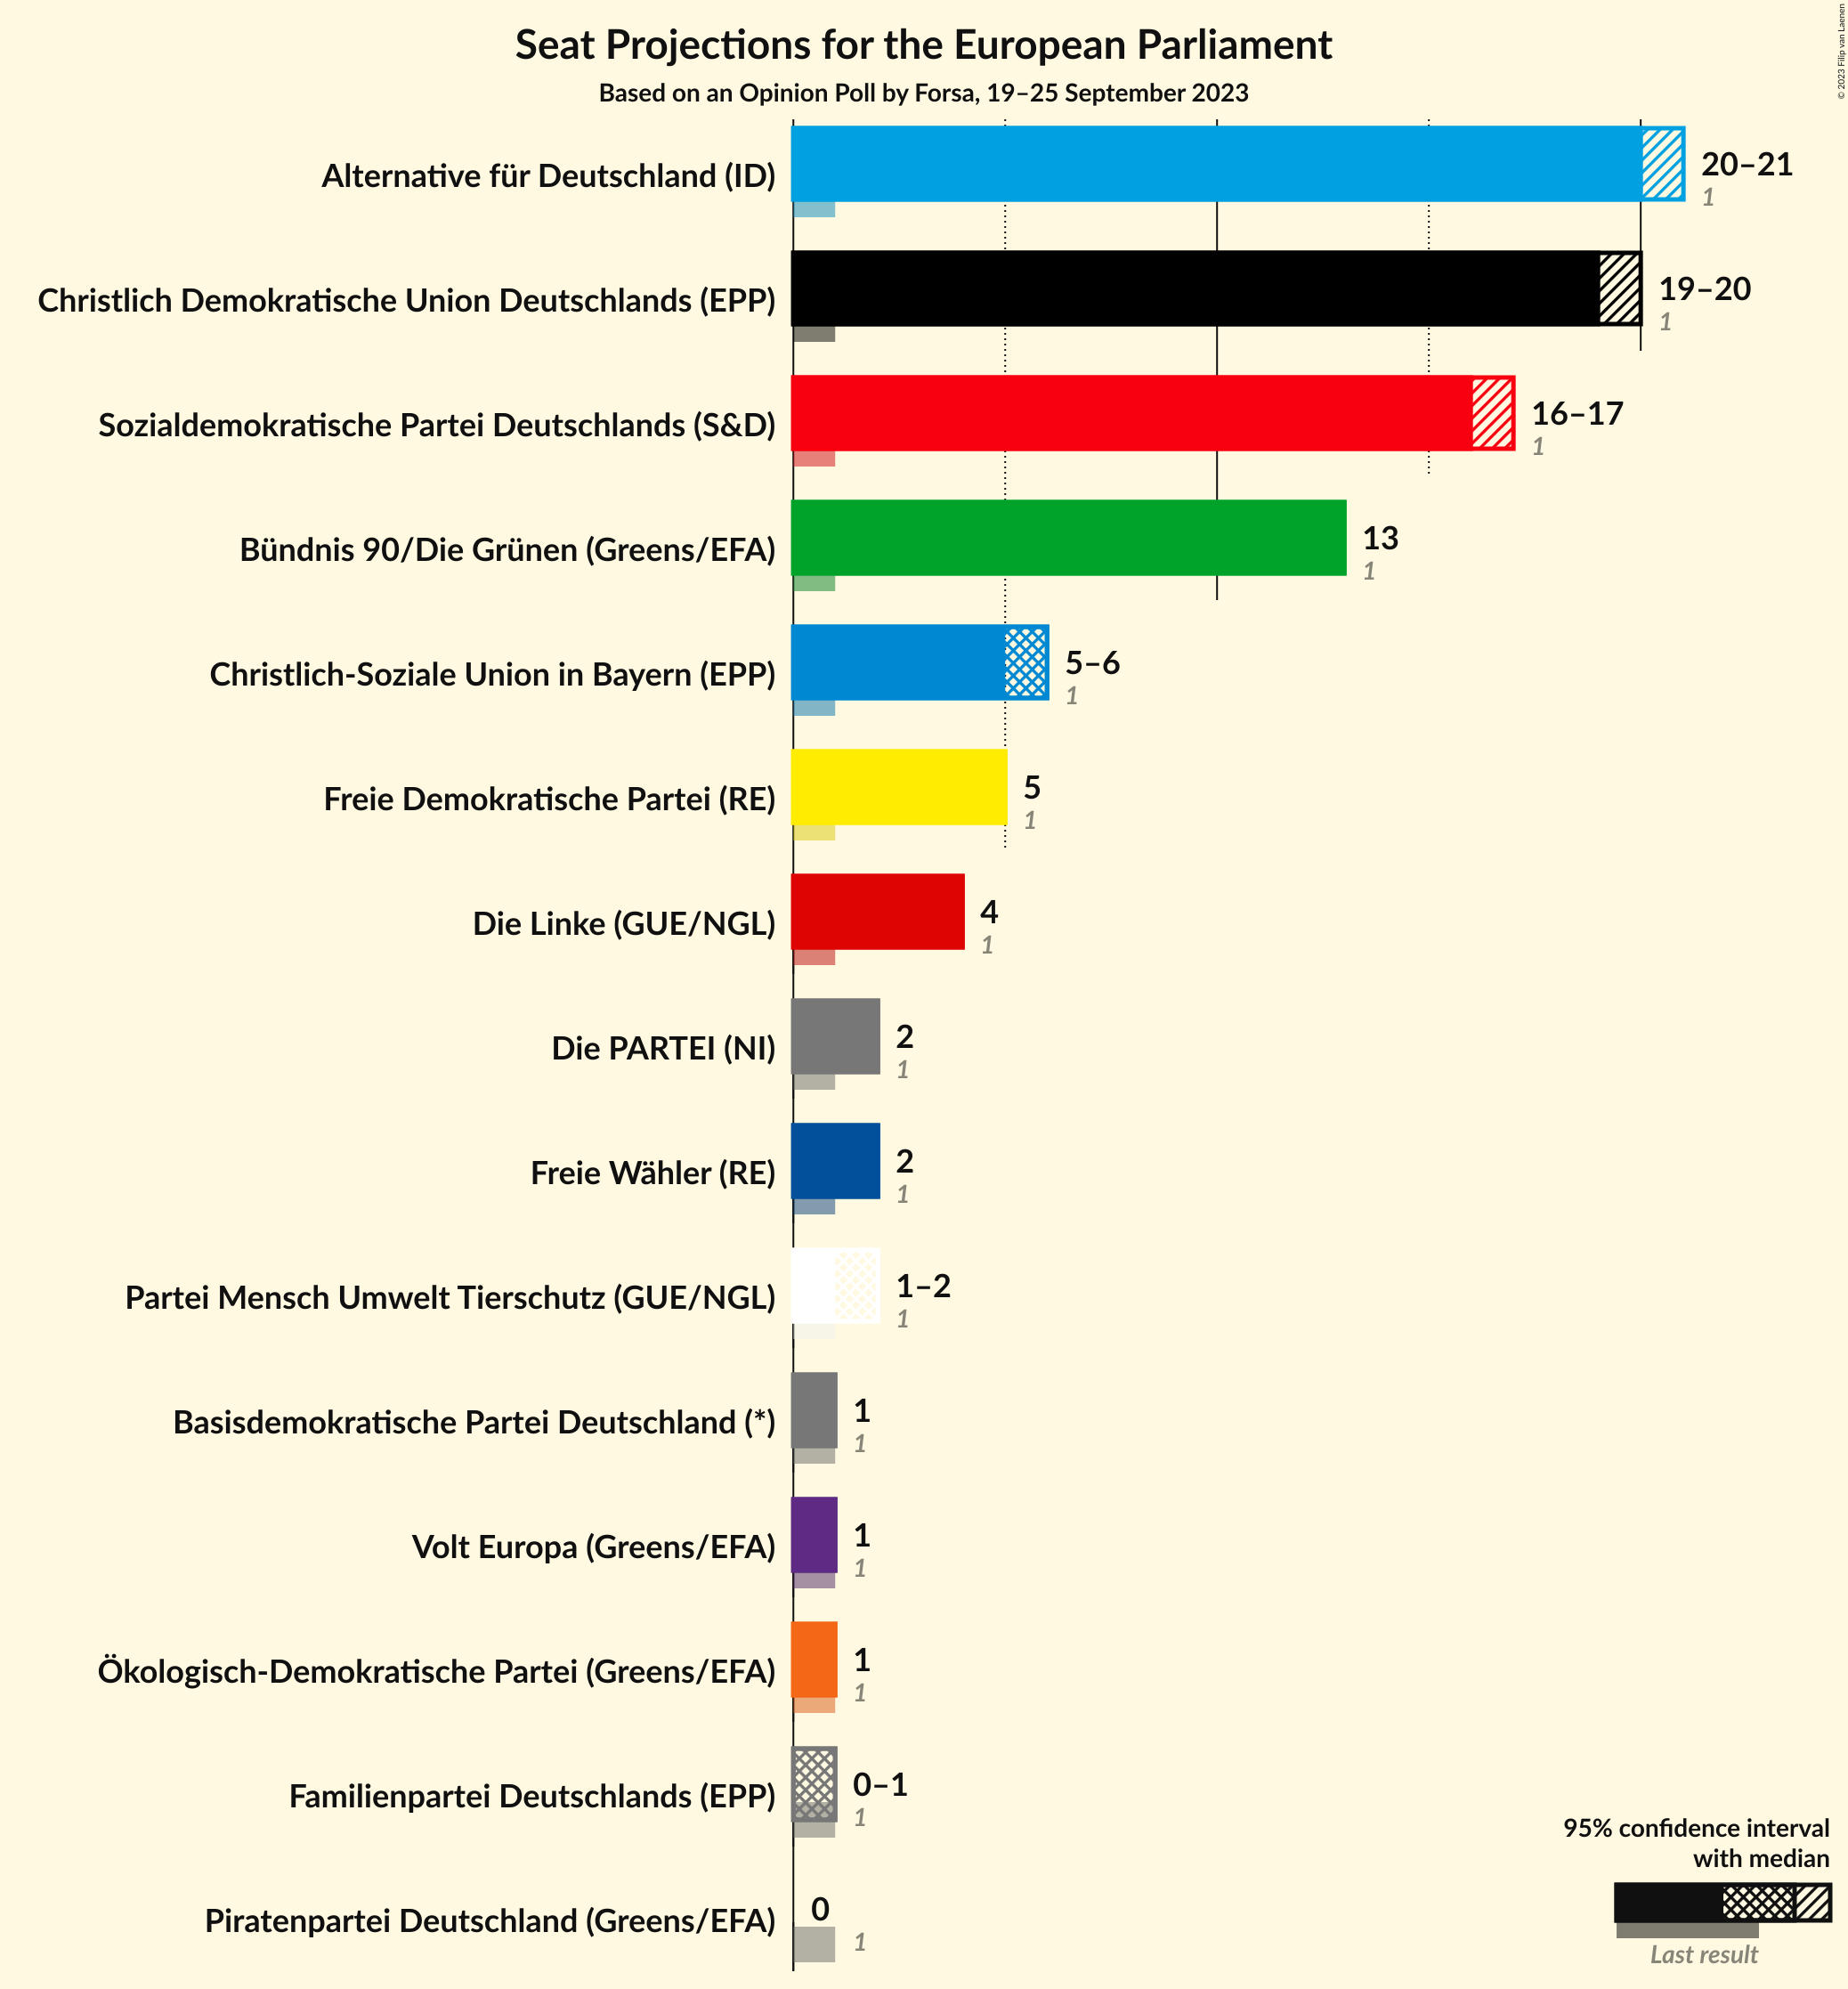 Seat Projections for the European Parliament
Based on an Opinion Poll by Forsa, 19–25 September 2023
© 2023 Filip van Laenen
Alternative für Deutschland (ID)
20–21
1
Christlich Demokratische Union Deutschlands (EPP)
19–20
1
Sozialdemokratische Partei Deutschlands (S&D)
16–17
1
Bündnis 90/Die Grünen (Greens/EFA)
13
1
Christlich-Soziale Union in Bayern (EPP)
5–6
1
Freie Demokratische Partei (RE)
5
1
Die Linke (GUE/NGL)
4
1
Die PARTEI (NI)
2
1
Freie Wähler (RE)
2
1
Partei Mensch Umwelt Tierschutz (GUE/NGL)
1–2
1
Basisdemokratische Partei Deutschland (*)
1
1
Volt Europa (Greens/EFA)
1
1
Ökologisch-Demokratische Partei (Greens/EFA)
1
1
Familienpartei Deutschlands (EPP)
0–1
1
Piratenpartei Deutschland (Greens/EFA)
0
1
95% confidence interval
with median
Last result